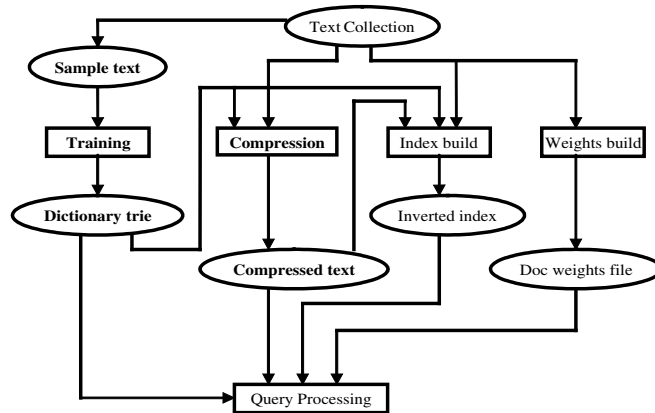 Text Collection
Sample text
Training
Compression
Index build
Weights build
Dictionary trie
Inverted index
Compressed text
Doc weights file
Query Processing